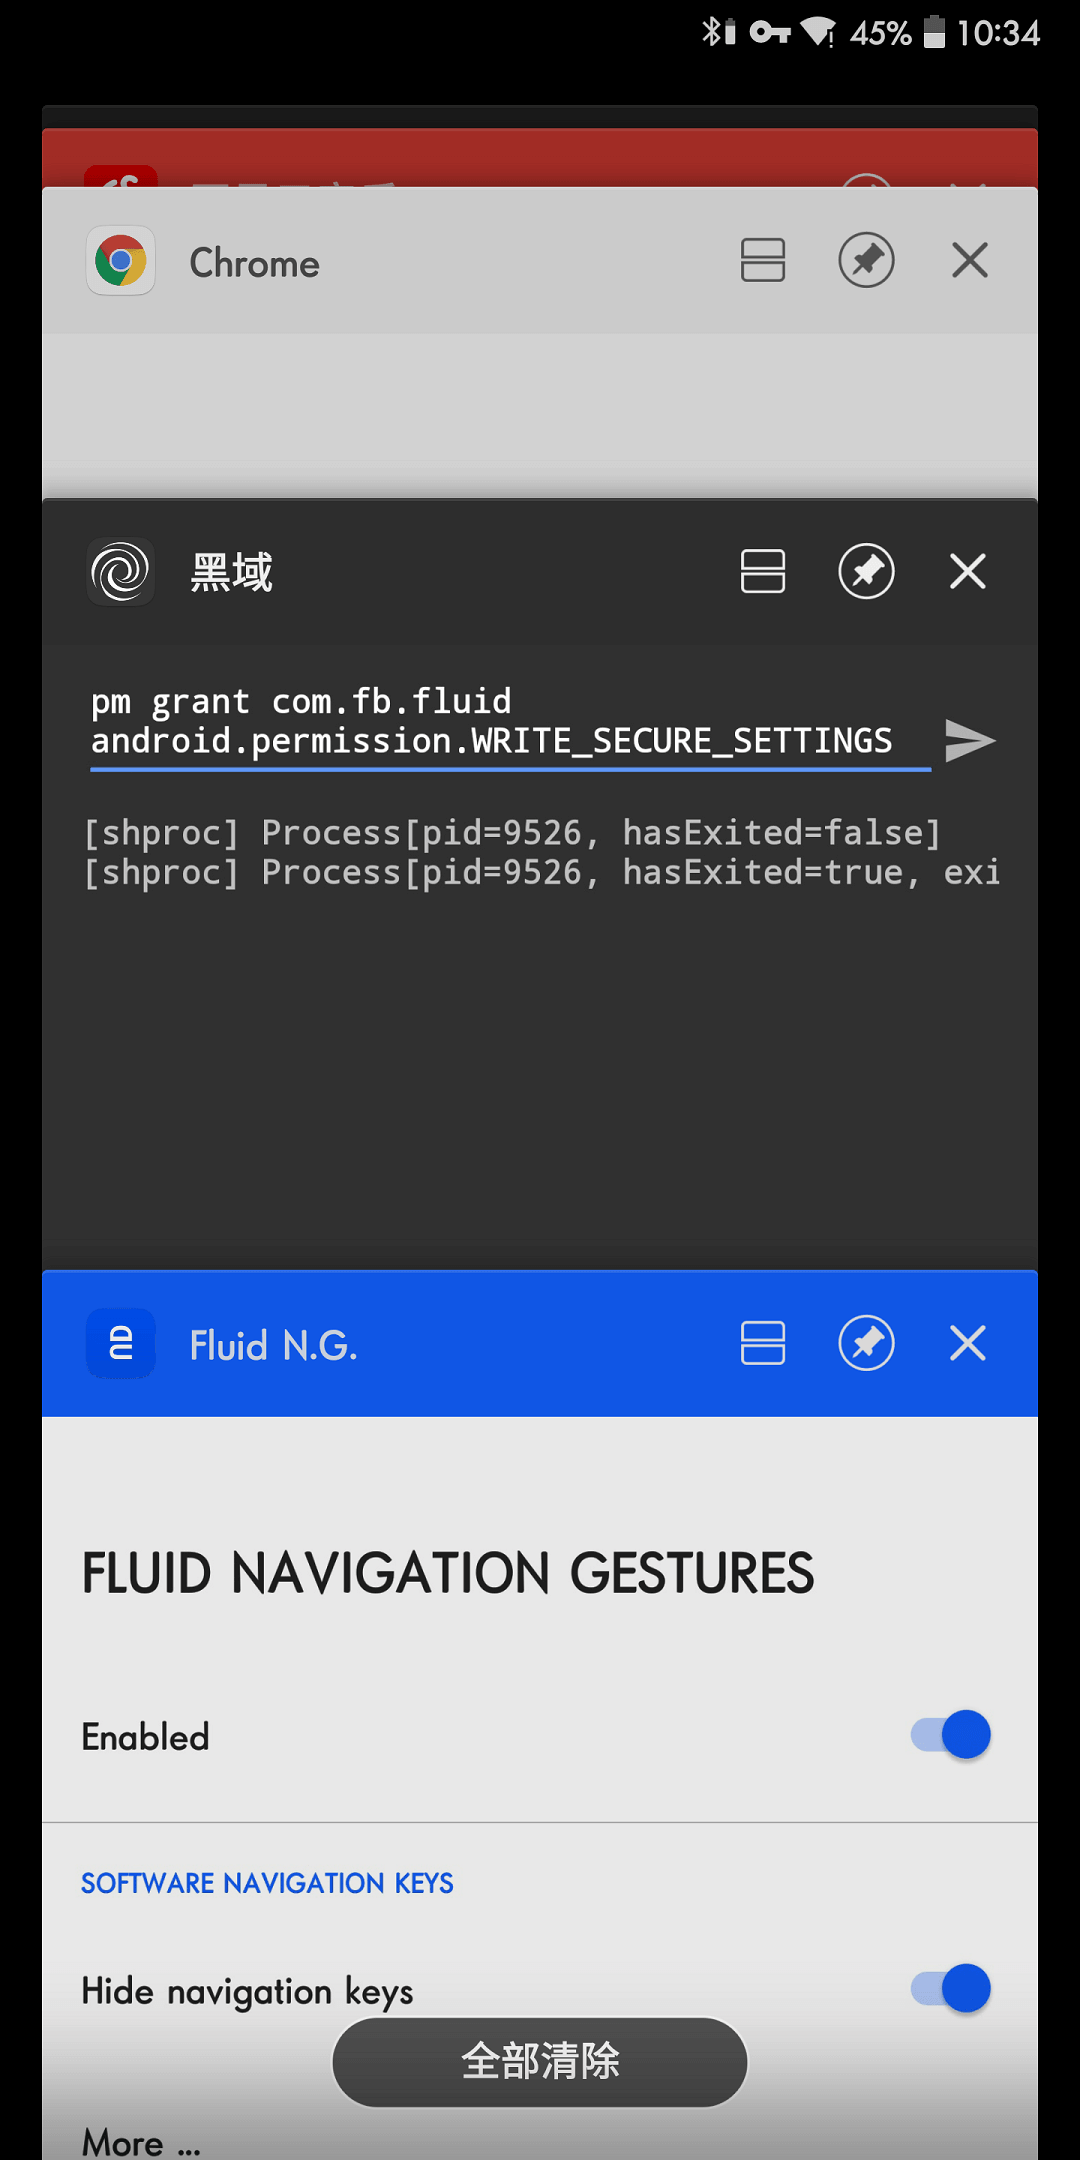 45% 10:34
Chrome
黑域
pm grant com.fb.fluid
android.permission.WRITE_SECURE_SETTINGS
[shproc] Process[pid=9526, hasExited=false]
[shproc] Process[pid=9526, hasExited=true, exi
Fluid N.G.
FLUID NAVIGATION GESTURES
Enabled
SOFTWARE NAVIGATION KEYS
Hide navigation keys
全部清除
More ...